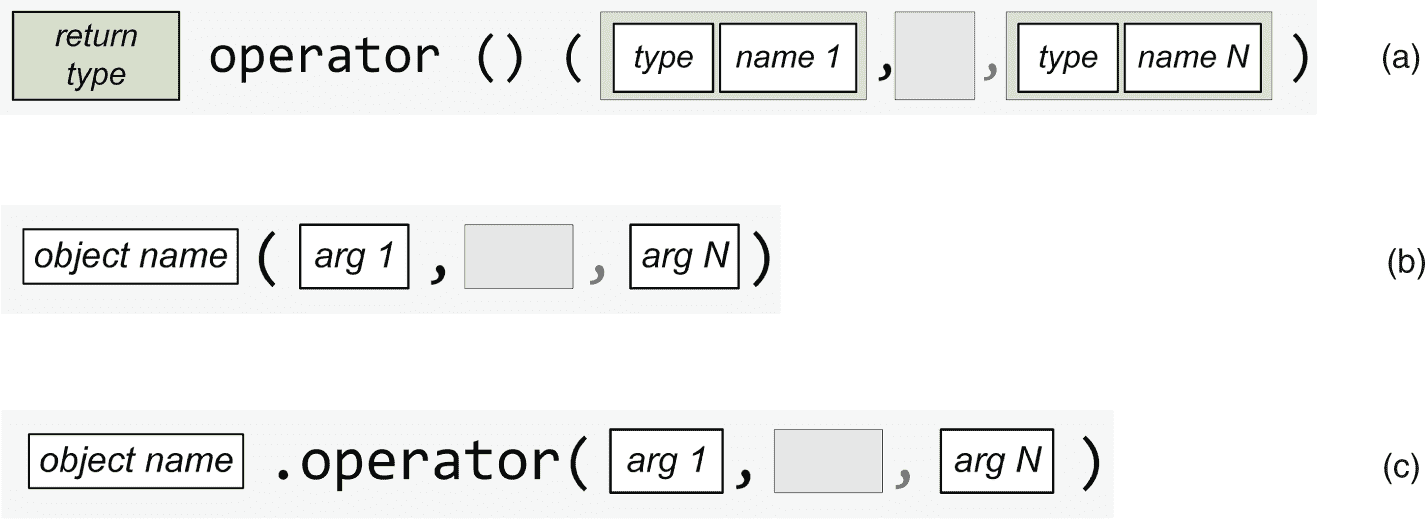 return type operator () ( type name 1 , , type name N ) (a)
object name ( arg 1 , , arg N ) (b)
object name .operator( arg 1 , , arg N ) (c)